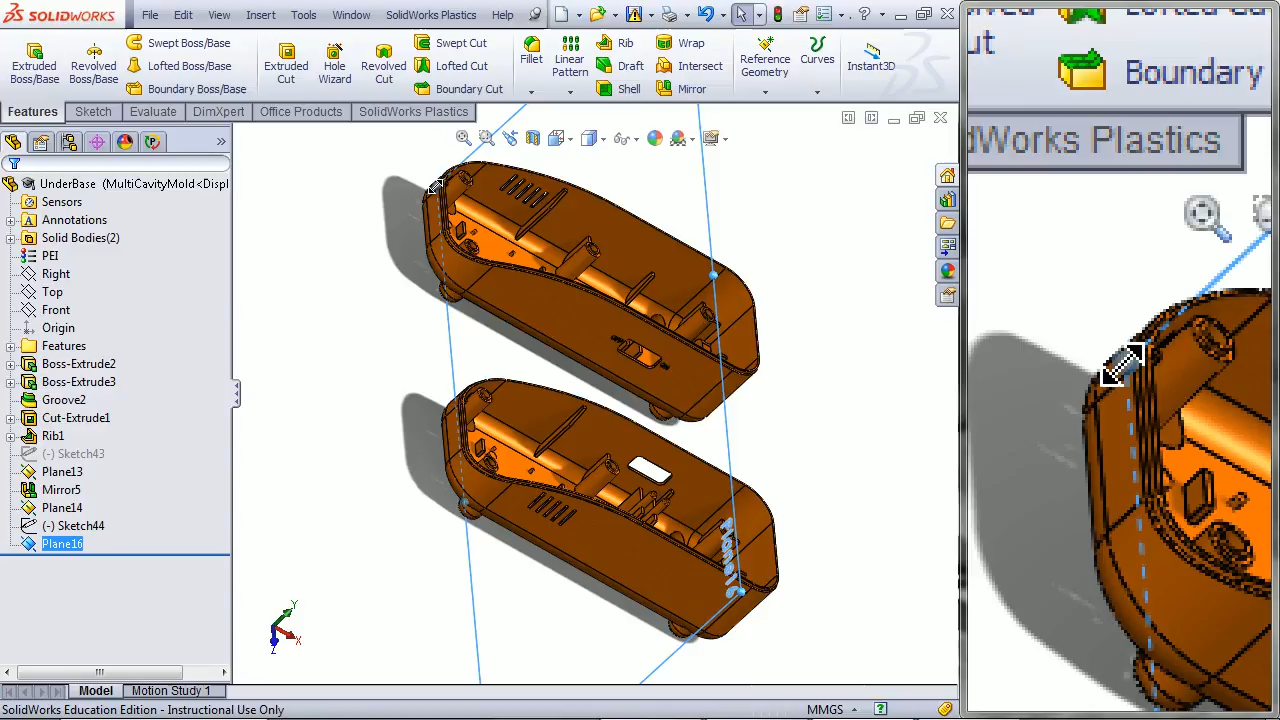 SOLIDWORKS
File Edit View Insert Tools Window SolidWorks Plastics Help
Extruded Boss/Base
Revolved Boss/Base
Swept Boss/Base
Lofted Boss/Base
Boundary Boss/Base
Extruded Cut
Hole Wizard
Revolved Cut
Swept Cut
Lofted Cut
Boundary Cut
Fillet
Linear Pattern
Rib
Draft
Shell
Wrap
Intersect
Mirror
Reference Geometry
Curves
Instant3D
Features Sketch Evaluate DimXpert Office Products SolidWorks Plastics
UnderBase (MultiCavityMold<Displ
Sensors
Annotations
Solid Bodies(2)
PEI
Right
Top
Front
Origin
Features
Boss-Extrude2
Boss-Extrude3
Groove2
Cut-Extrude1
Rib1
(-) Sketch43
Plane13
Mirror5
Plane14
(-) Sketch44
Plane16
Plane16
Y
X
Z
Model Motion Study 1
SolidWorks Education Edition - Instructional Use Only
MMGS
ut
Boundary
dWorks Plastics